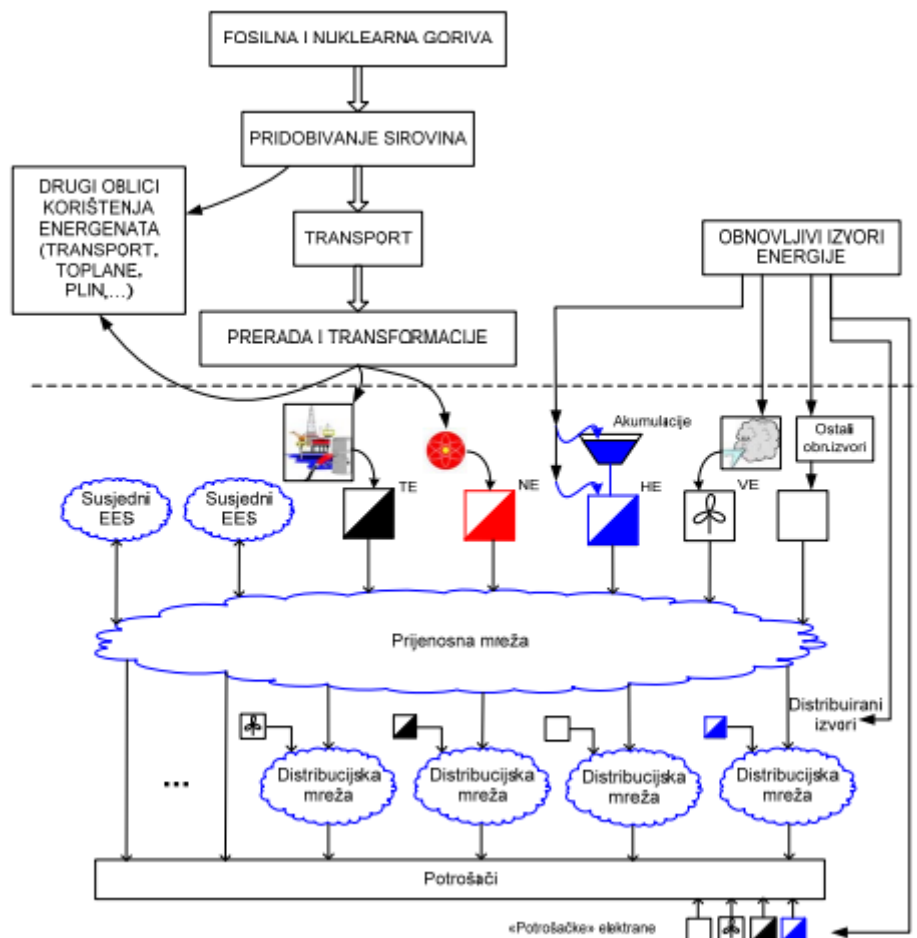 FOSILNA I NUKLEARNA GORIVA
PRIDOBIVANJE SIROVINA
DRUGI OBLICI
KORIŠTENJA
ENERGENATA
(TRANSPORT,
TOPLANE,
PLIN,...)
TRANSPORT
OBNOVLJIVI IZVORI
ENERGIJE
PRERADA I TRANSFORMACIJE
Akumulacije
Ostali
obn.izvori
TE
NE
HE
VE
Susjedni
EES
Susjedni
EES
Prijenosna mreža
Distribuirani
izvori
...
Distribucijska
mreža
Distribucijska
mreža
Distribucijska
mreža
Distribucijska
mreža
Potrošači
«Potrošačke» elektrane